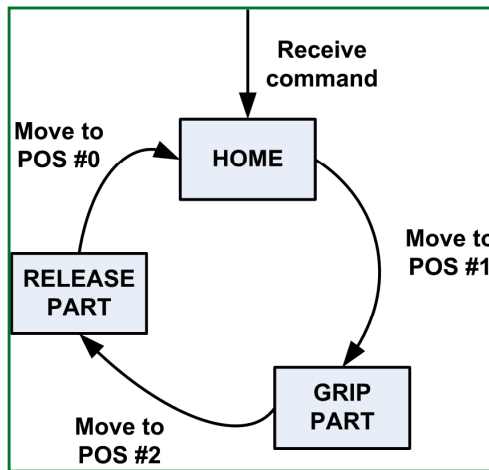 Receive
command
Move to
POS #0
HOME
Move to
POS #1
RELEASE
PART
GRIP
PART
Move to
POS #2